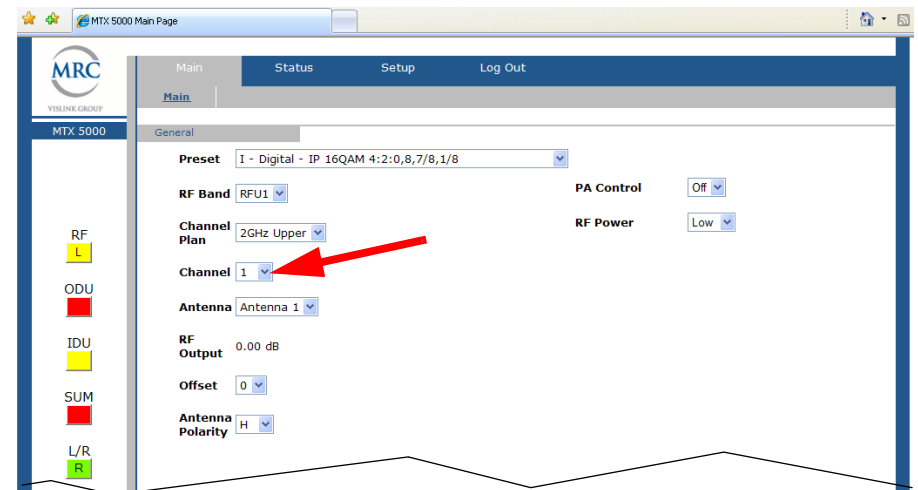 MTX 5000 Main Page
MRC
VISLINK GROUP
Main Status Setup Log Out
Main
MTX 5000
General
Preset I - Digital - IP 16QAM 4:2:0,8,7/8,1/8
RF Band RFU1
PA Control Off
Channel Plan 2GHz Upper
RF Power Low
Channel 1
Antenna Antenna 1
RF Output 0.00 dB
Offset 0
Antenna Polarity H
RF
L
ODU
IDU
SUM
L/R
R